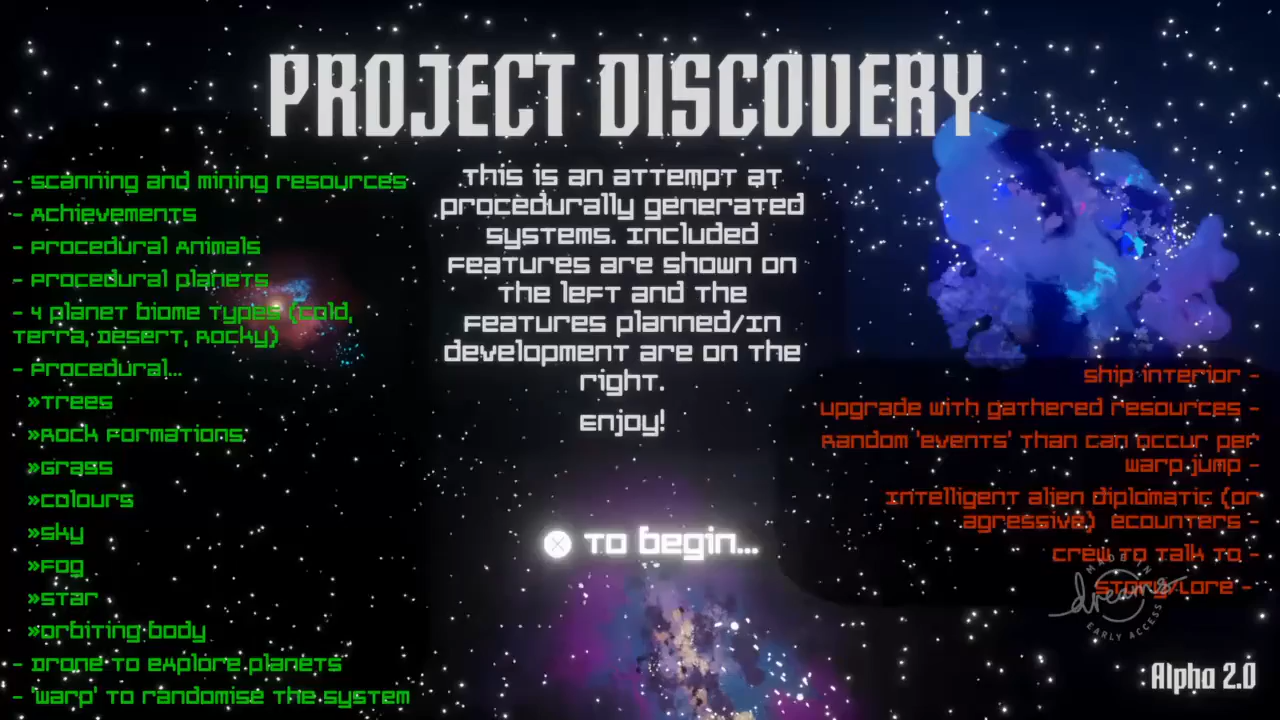 PROJECT DISCOVERY
- scanning and mining resources
- Achievements
- Procedural Animals
- procedural planets
- 4 planet biome types (Cold,
Terra, Desert, Rocky)
- Procedural...
»Trees
»Rock Formations
»Grass
»colours
»sky
»Fog
»star
»orbiting body
- Drone to explore planets
- 'warp' to randomise the system
This is an attempt at
procedurally generated
systems. Included
features are shown on
the left and the
features planned/In
development are on the
right.
Enjoy!
To begin...
ship interior -
upgrade with gathered resources -
Random 'events' than can occur per
warp jump -
Intelligent alien diplomatic (or
agressive) ecounters -
crew to talk to -
story/lore -
MADE IN
dreams
EARLY ACCESS
Alpha 2.0